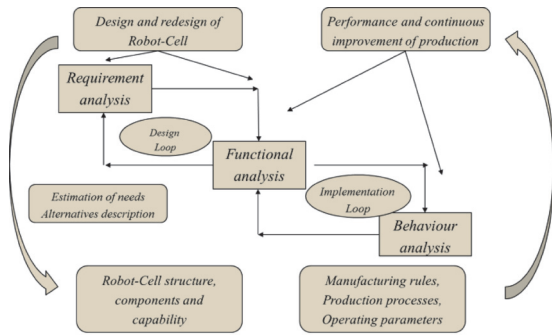 Design and redesign of
Robot-Cell
Performance and continuous
improvement of production
Requirement
analysis
Design
Loop
Functional
analysis
Implementation
Loop
Estimation of needs
Alternatives description
Behaviour
analysis
Robot-Cell structure,
components and
capability
Manufacturing rules,
Production processes,
Operating parameters